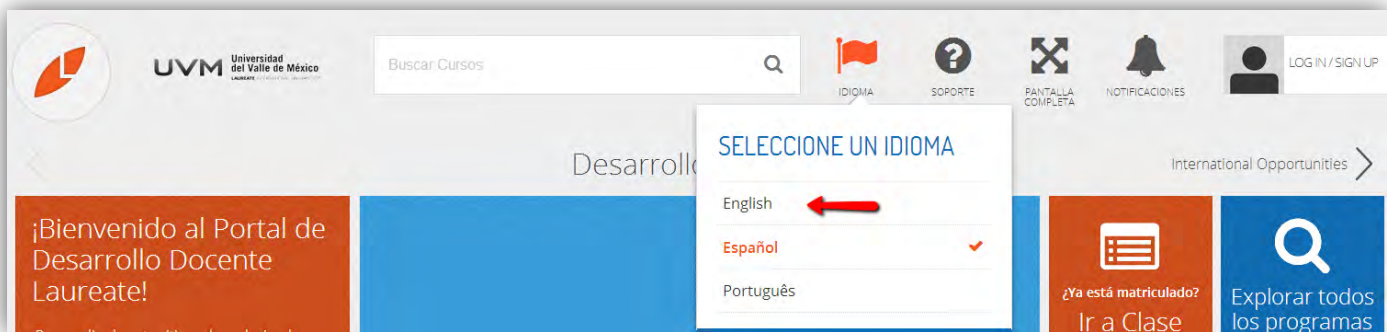 UVM Universidad del Valle de México
LAUREATE
Buscar Cursos
IDIOMA
SOPORTE
PANTALLA COMPLETA
NOTIFICACIONES
LOG IN / SIGN UP
SELECCIONE UN IDIOMA
English
Español
Português
Desarroll
International Opportunities
¡Bienvenido al Portal de
Desarrollo Docente
Laureate!
¿Ya está matriculado?
Ir a Clase
Explorar todos
los programas